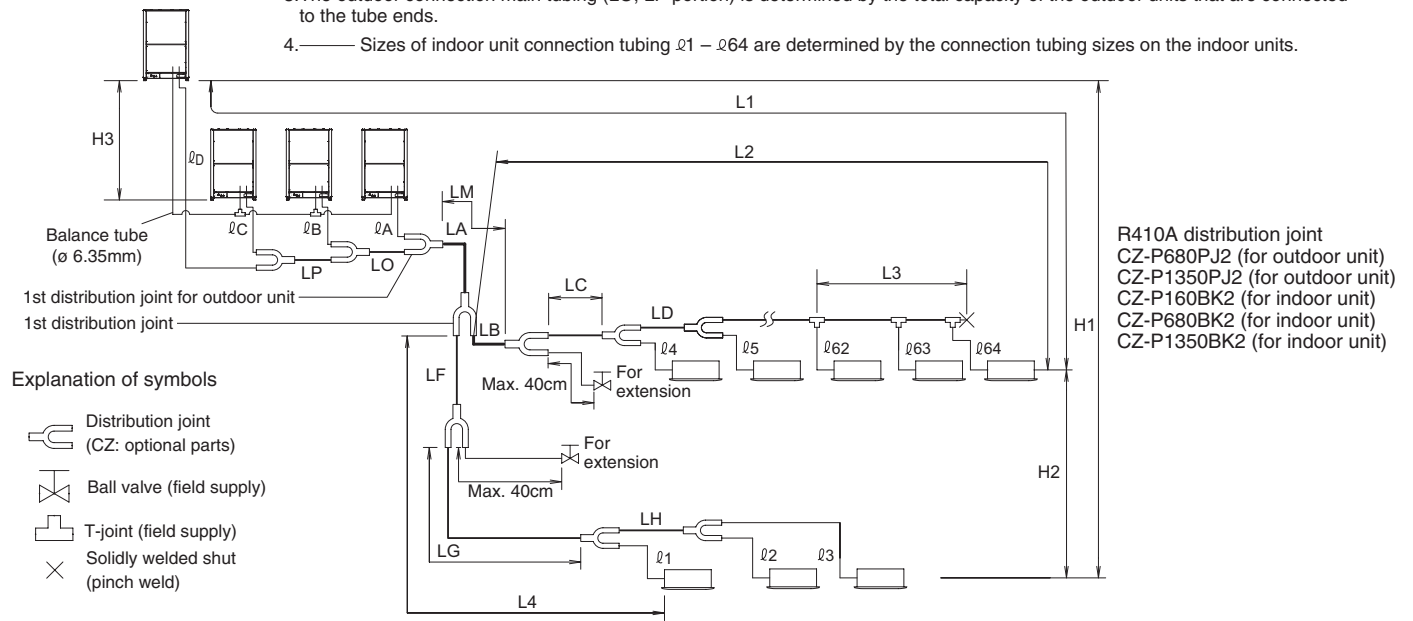 to the tube ends.
4. —— Sizes of indoor unit connection tubing ℓ1 – ℓ64 are determined by the connection tubing sizes on the indoor units.
L1
H3
L2
ℓD
LM
LA
ℓC
ℓB
ℓA
Balance tube
(ø 6.35mm)
LP
LO
R410A distribution joint
CZ-P680PJ2 (for outdoor unit)
CZ-P1350PJ2 (for outdoor unit)
CZ-P160BK2 (for indoor unit)
CZ-P680BK2 (for indoor unit)
CZ-P1350BK2 (for indoor unit)
L3
LC
LD
H1
1st distribution joint for outdoor unit
1st distribution joint
LB
ℓ4
ℓ5
ℓ62
ℓ63
ℓ64
LF
Max. 40cm
For
extension
Explanation of symbols
Distribution joint
(CZ: optional parts)
For
extension
Max. 40cm
H2
Ball valve (field supply)
T-joint (field supply)
Solidly welded shut
(pinch weld)
LG
LH
ℓ1
ℓ2
ℓ3
L4